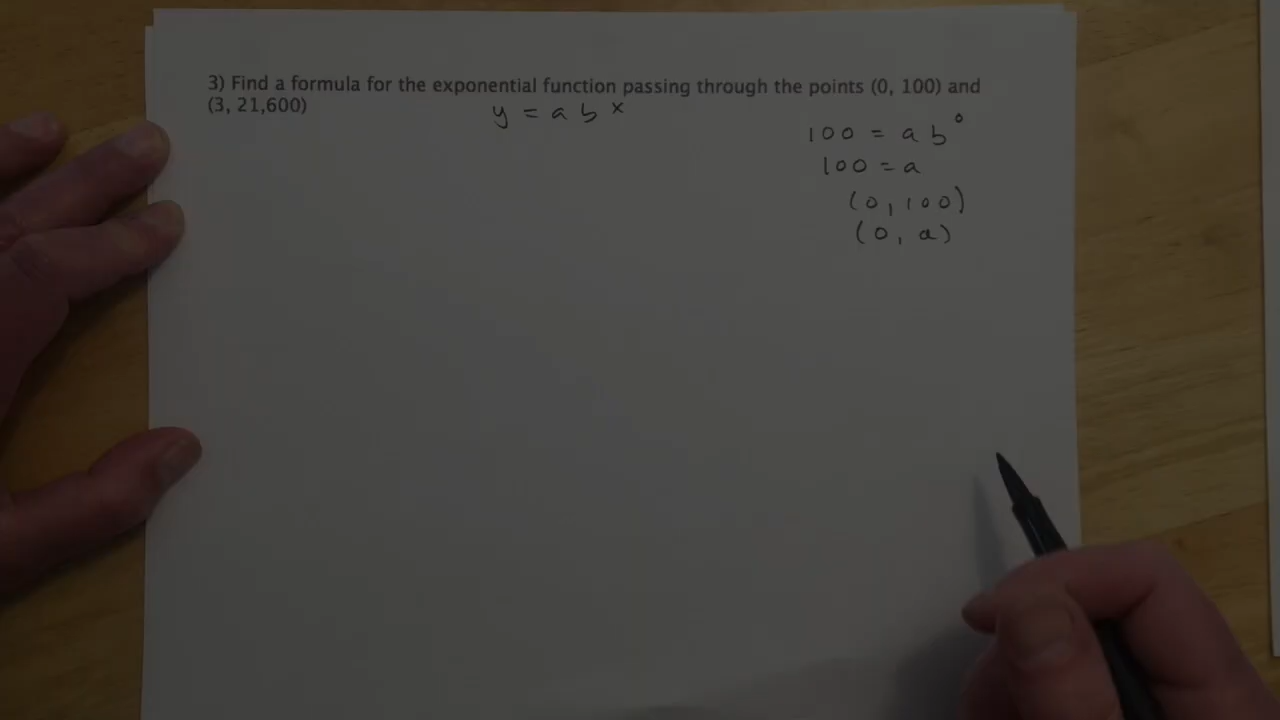 3) Find a formula for the exponential function passing through the points (0, 100) and
(3, 21,600)
y = a b ˣ
100 = a b⁰
100 = a
(0, 100)
(0, a)